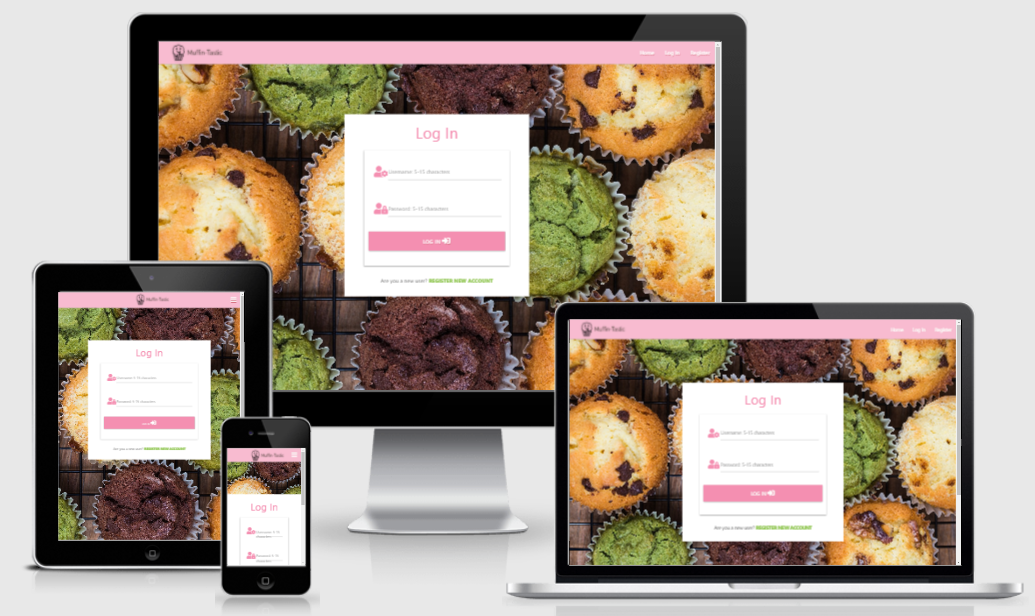 Muffin-Tastic
Home Log In Register
Log In
Username: 5-15 characters
Password: 5-15 characters
LOG IN
Are you a new user? REGISTER NEW ACCOUNT
Muffin-Tastic
Log In
Username: 5-15 characters
Password: 5-15 characters
Are you a new user? REGISTER NEW ACCOUNT
Muffin-Tastic
Log In
Username: 5-15
characters
Password: 5-15
Muffin-Tastic
Home Log In Register
Log In
Username: 5-15 characters
Password: 5-15 characters
LOG IN
Are you a new user? REGISTER NEW ACCOUNT